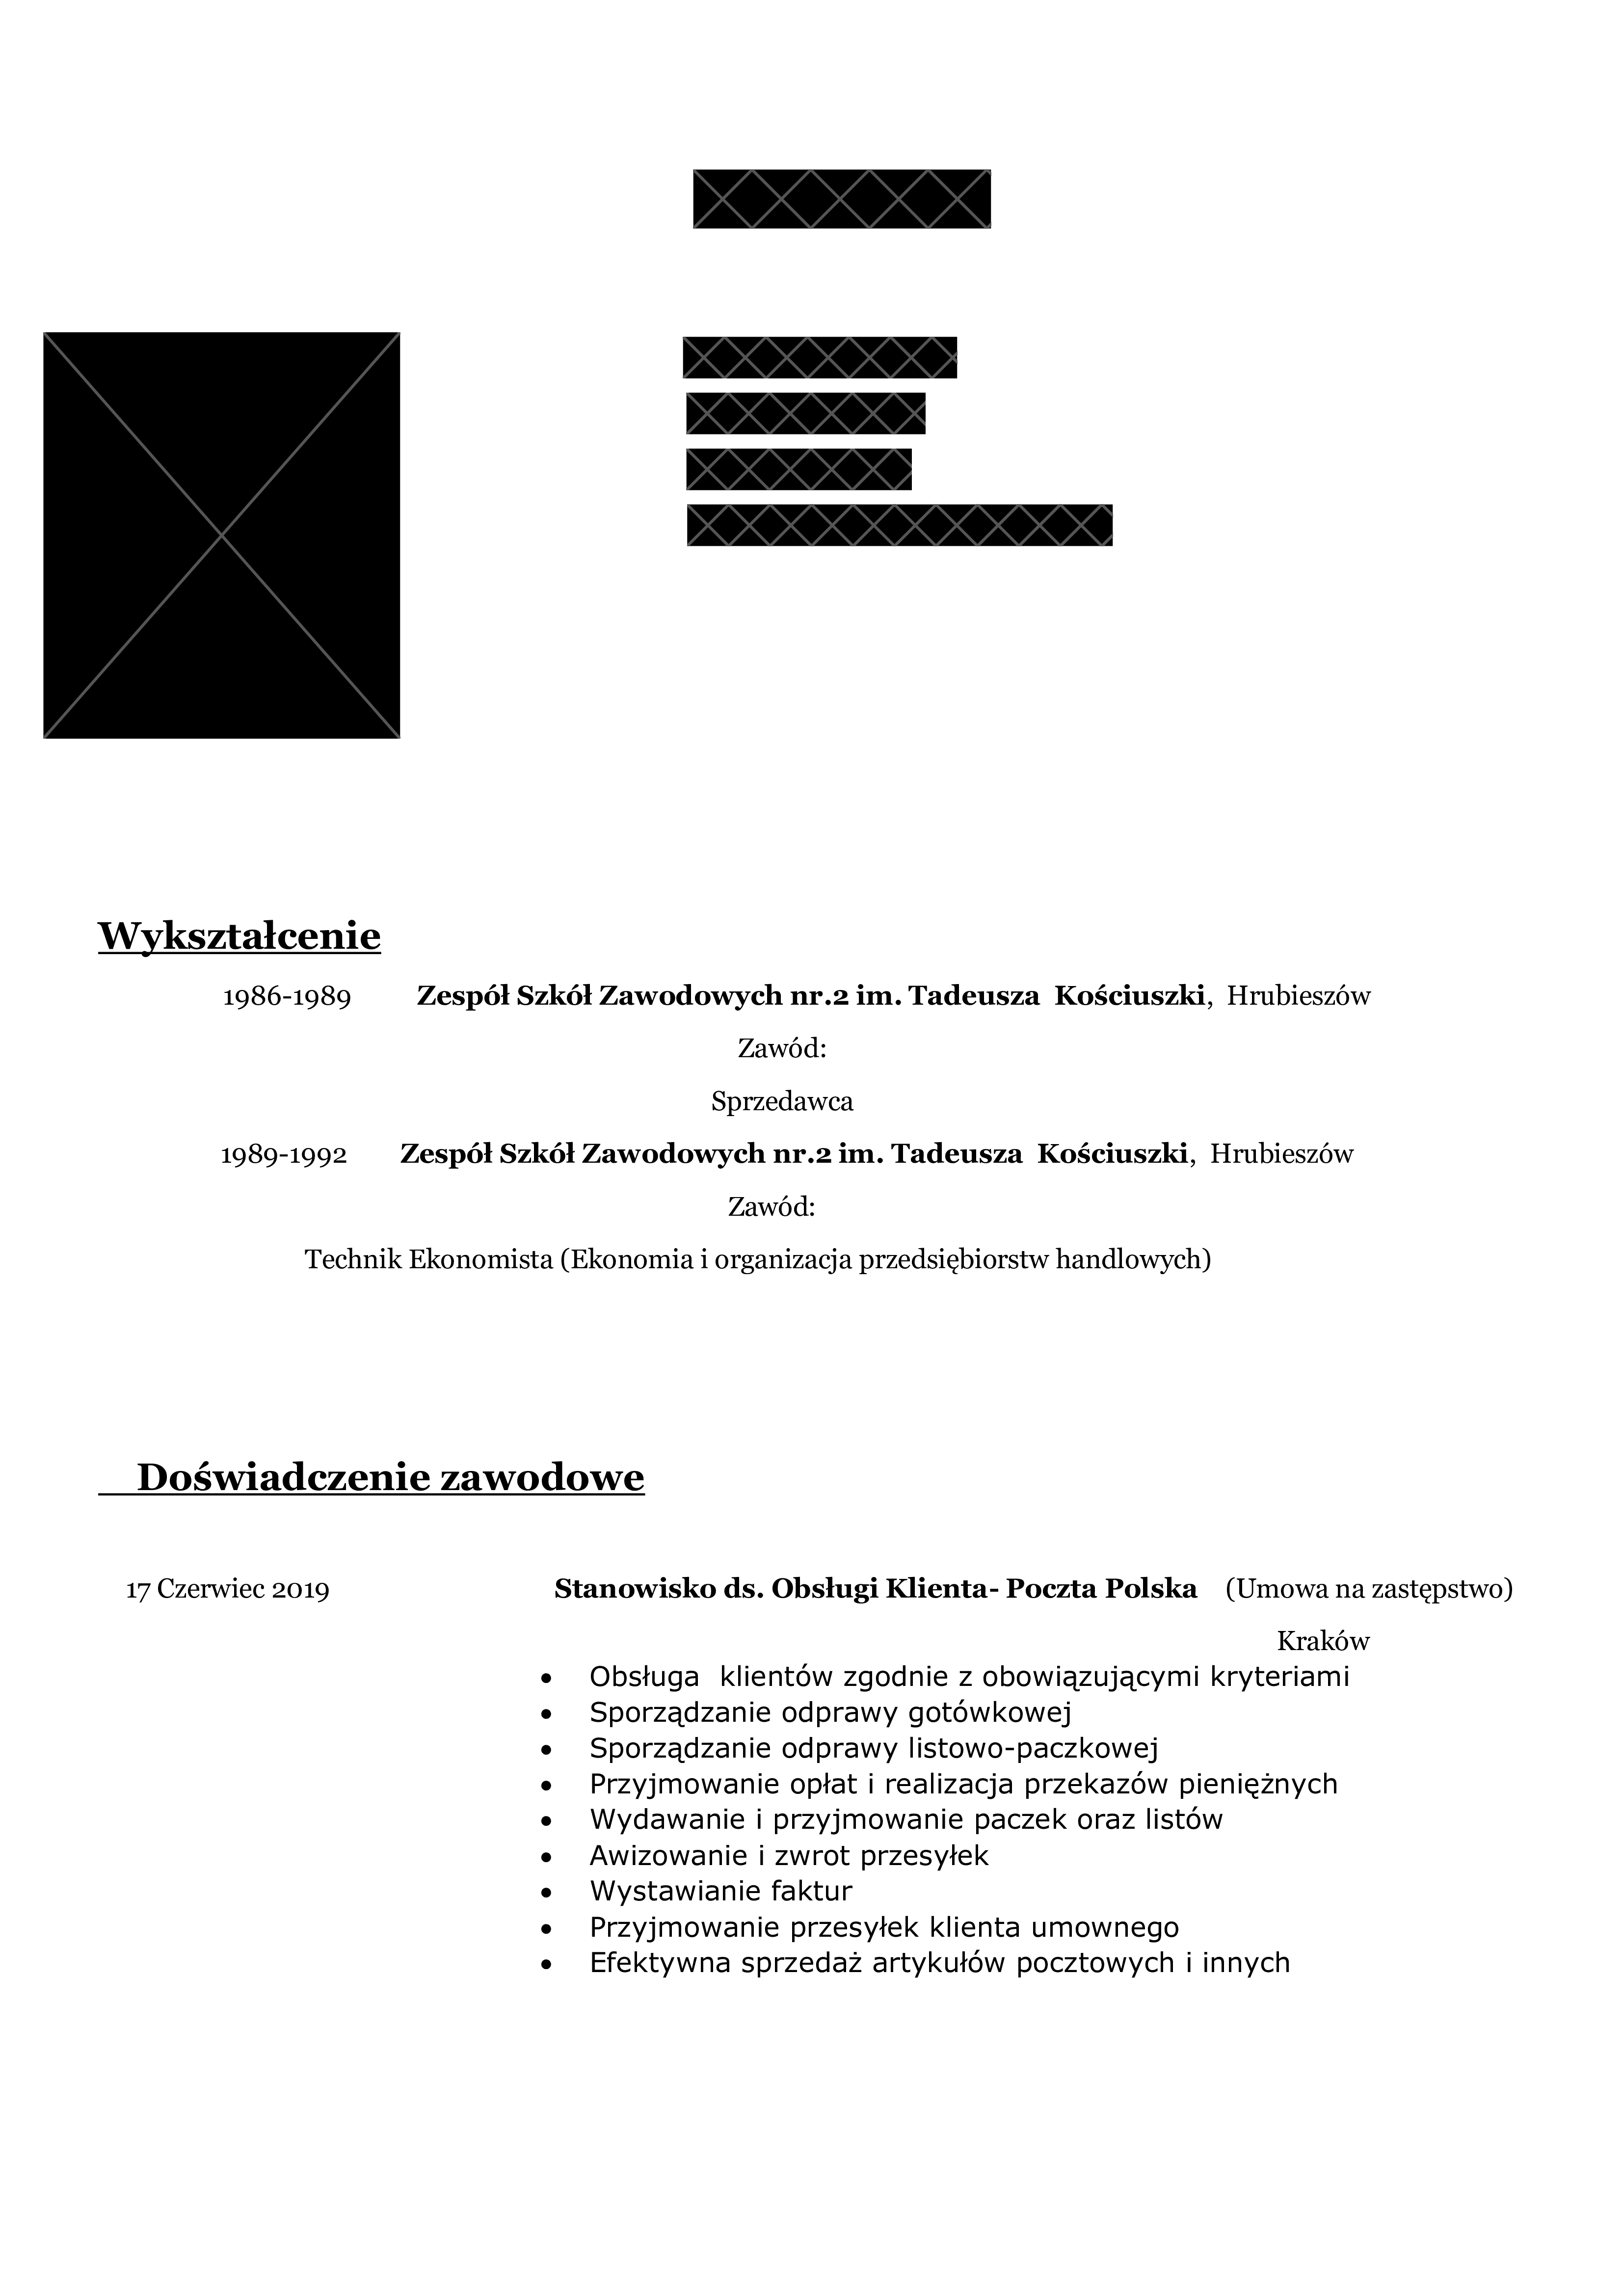 Wykształcenie
1986-1989 Zespół Szkół Zawodowych nr.2 im. Tadeusza Kościuszki, Hrubieszów
Zawód:
Sprzedawca
1989-1992 Zespół Szkół Zawodowych nr.2 im. Tadeusza Kościuszki, Hrubieszów
Zawód:
Technik Ekonomista (Ekonomia i organizacja przedsiębiorstw handlowych)
Doświadczenie zawodowe
17 Czerwiec 2019 Stanowisko ds. Obsługi Klienta- Poczta Polska (Umowa na zastępstwo)
Kraków
• Obsługa klientów zgodnie z obowiązującymi kryteriami
• Sporządzanie odprawy gotówkowej
• Sporządzanie odprawy listowo-paczkowej
• Przyjmowanie opłat i realizacja przekazów pieniężnych
• Wydawanie i przyjmowanie paczek oraz listów
• Awizowanie i zwrot przesyłek
• Wystawianie faktur
• Przyjmowanie przesyłek klienta umownego
• Efektywna sprzedaż artykułów pocztowych i innych